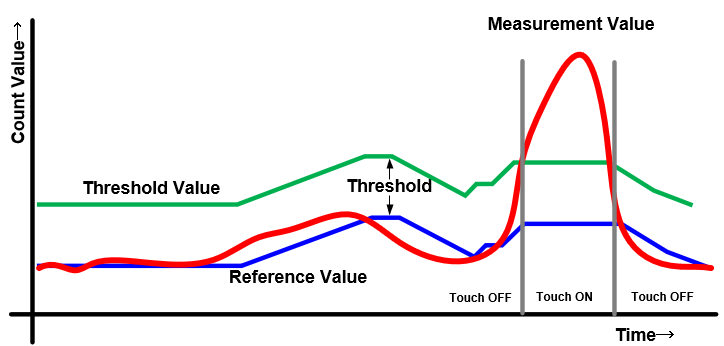 Measurement Value
Count Value→
Threshold Value
Threshold
Reference Value
Touch OFF
Touch ON
Touch OFF
Time→